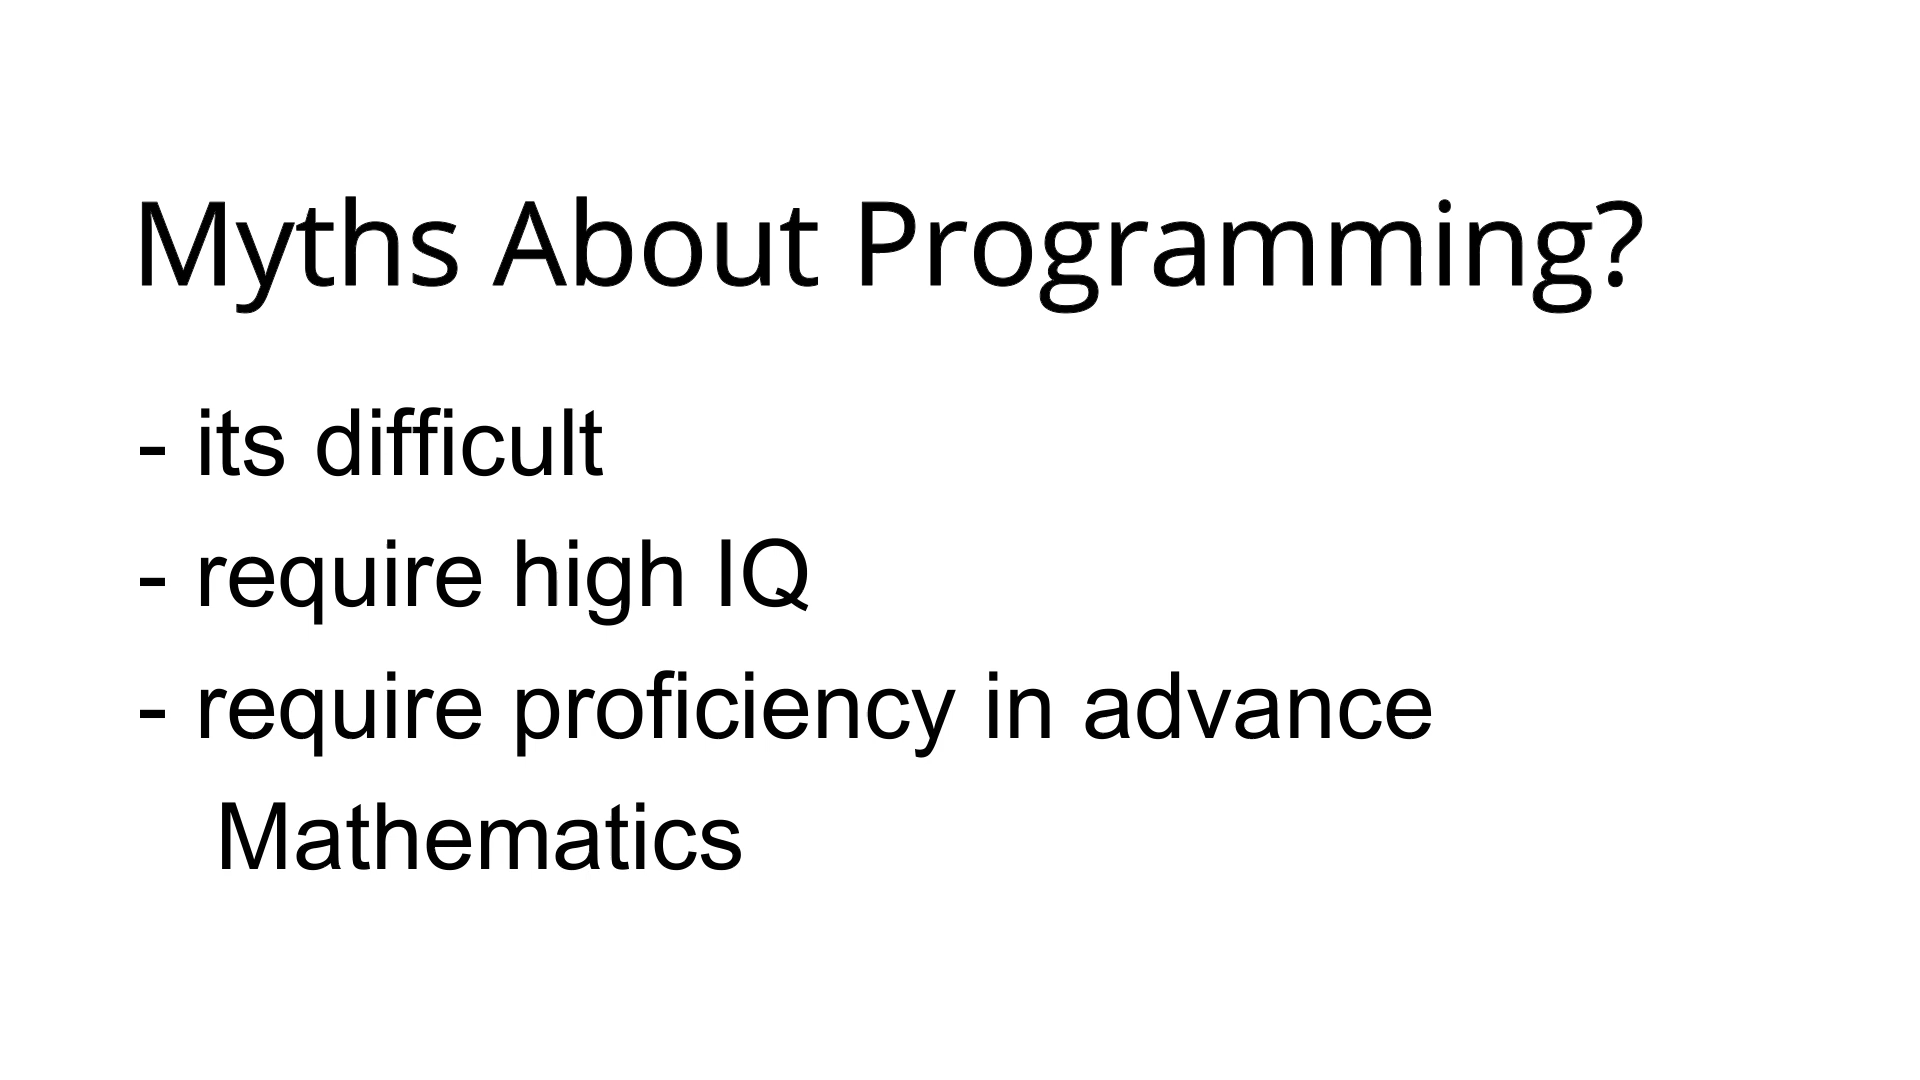 Myths About Programming?
- its difficult
- require high IQ
- require proficiency in advance
Mathematics